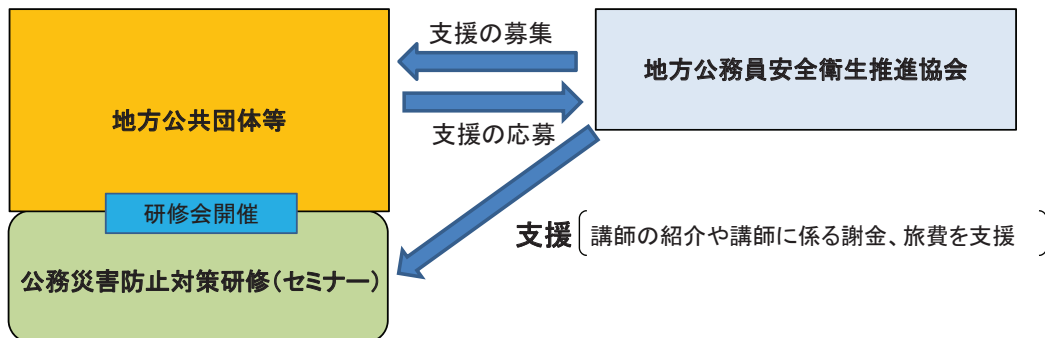 支援の募集
地方公務員安全衛生推進協会
地方公共団体等
支援の応募
研修会開催
支援 講師の紹介や講師に係る謝金、旅費を支援
公務災害防止対策研修(セミナー)